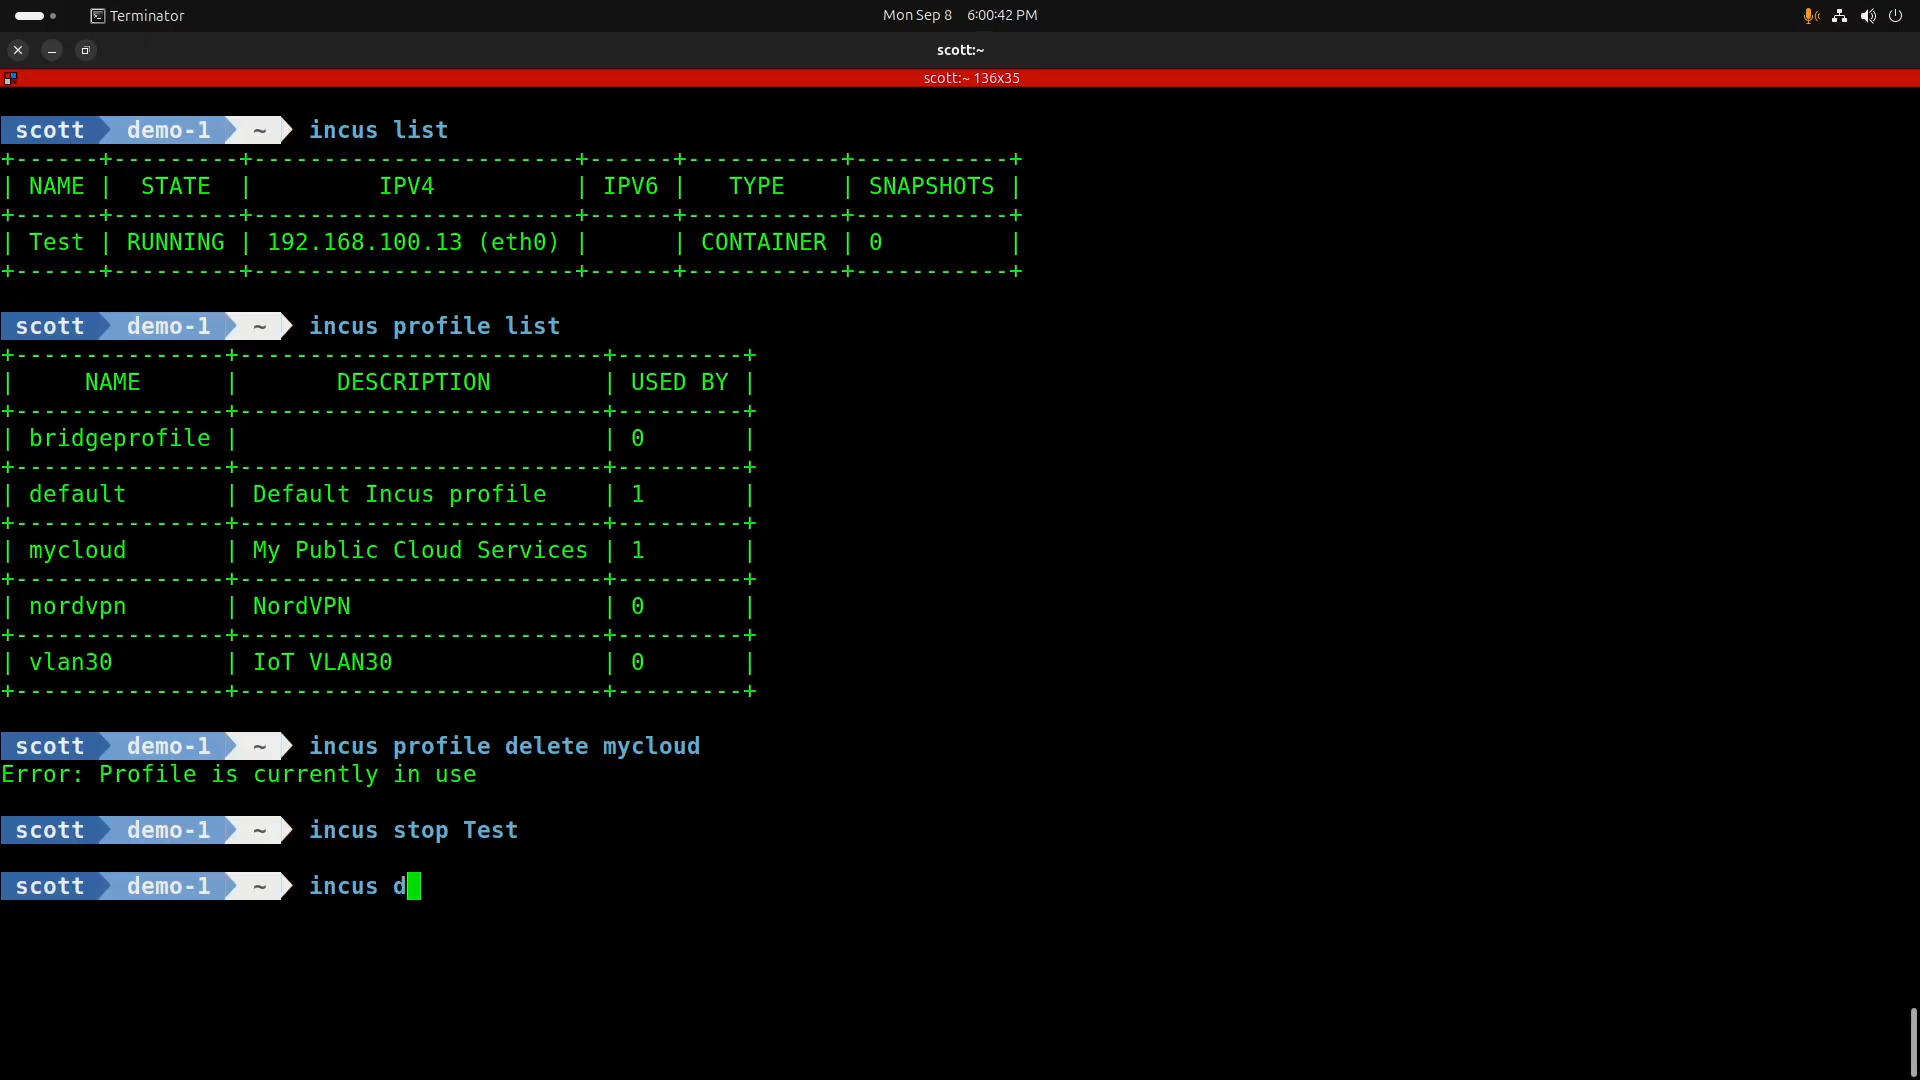 Terminator
Mon Sep 8 6:00:42 PM
scott:~
scott:~ 136x35
scott demo-1 ~ incus list
+------+---------+-----------------------+------+-----------+-----------+
| NAME |  STATE  |         IPV4          | IPV6 |   TYPE    | SNAPSHOTS |
+------+---------+-----------------------+------+-----------+-----------+
| Test | RUNNING | 192.168.100.13 (eth0) |      | CONTAINER | 0         |
+------+---------+-----------------------+------+-----------+-----------+
scott demo-1 ~ incus profile list
+---------------+--------------------------+---------+
|     NAME      |       DESCRIPTION        | USED BY |
+---------------+--------------------------+---------+
| bridgeprofile |                          | 0       |
+---------------+--------------------------+---------+
| default       | Default Incus profile    | 1       |
+---------------+--------------------------+---------+
| mycloud       | My Public Cloud Services | 1       |
+---------------+--------------------------+---------+
| nordvpn       | NordVPN                  | 0       |
+---------------+--------------------------+---------+
| vlan30        | IoT VLAN30               | 0       |
+---------------+--------------------------+---------+
scott demo-1 ~ incus profile delete mycloud
Error: Profile is currently in use
scott demo-1 ~ incus stop Test
scott demo-1 ~ incus d